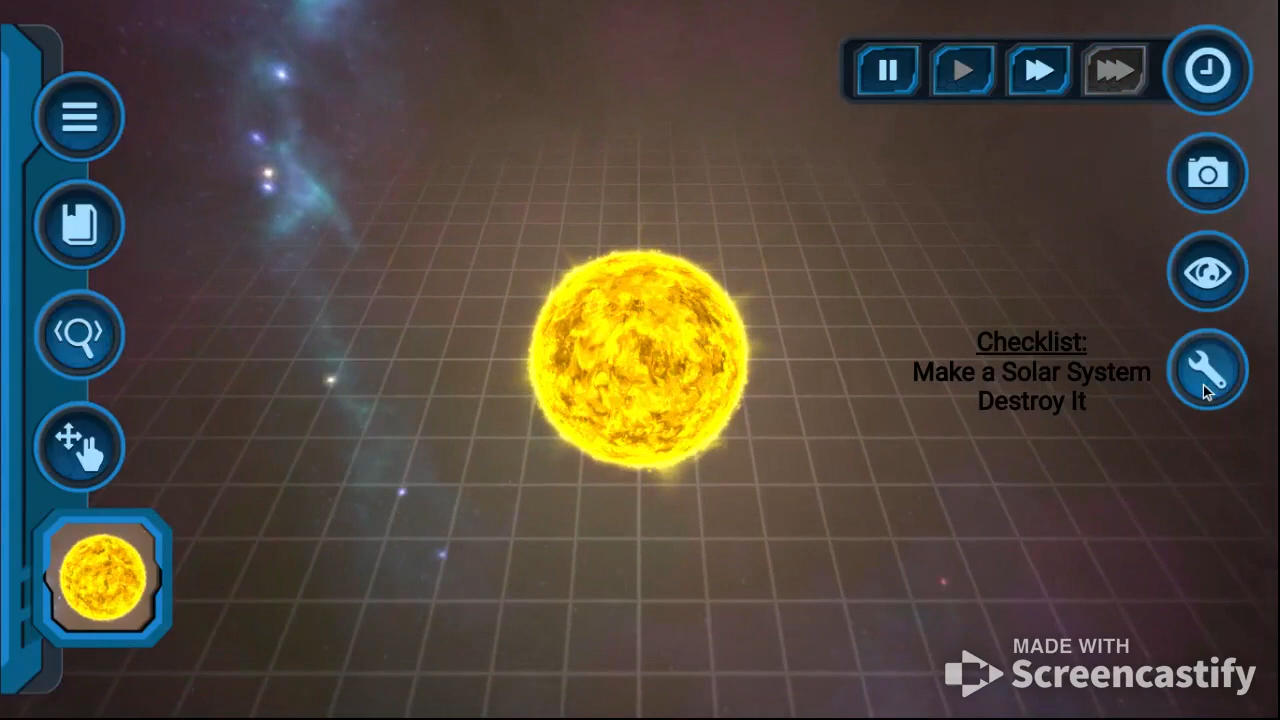 Checklist:
Make a Solar System
Destroy It
MADE WITH
Screencastify